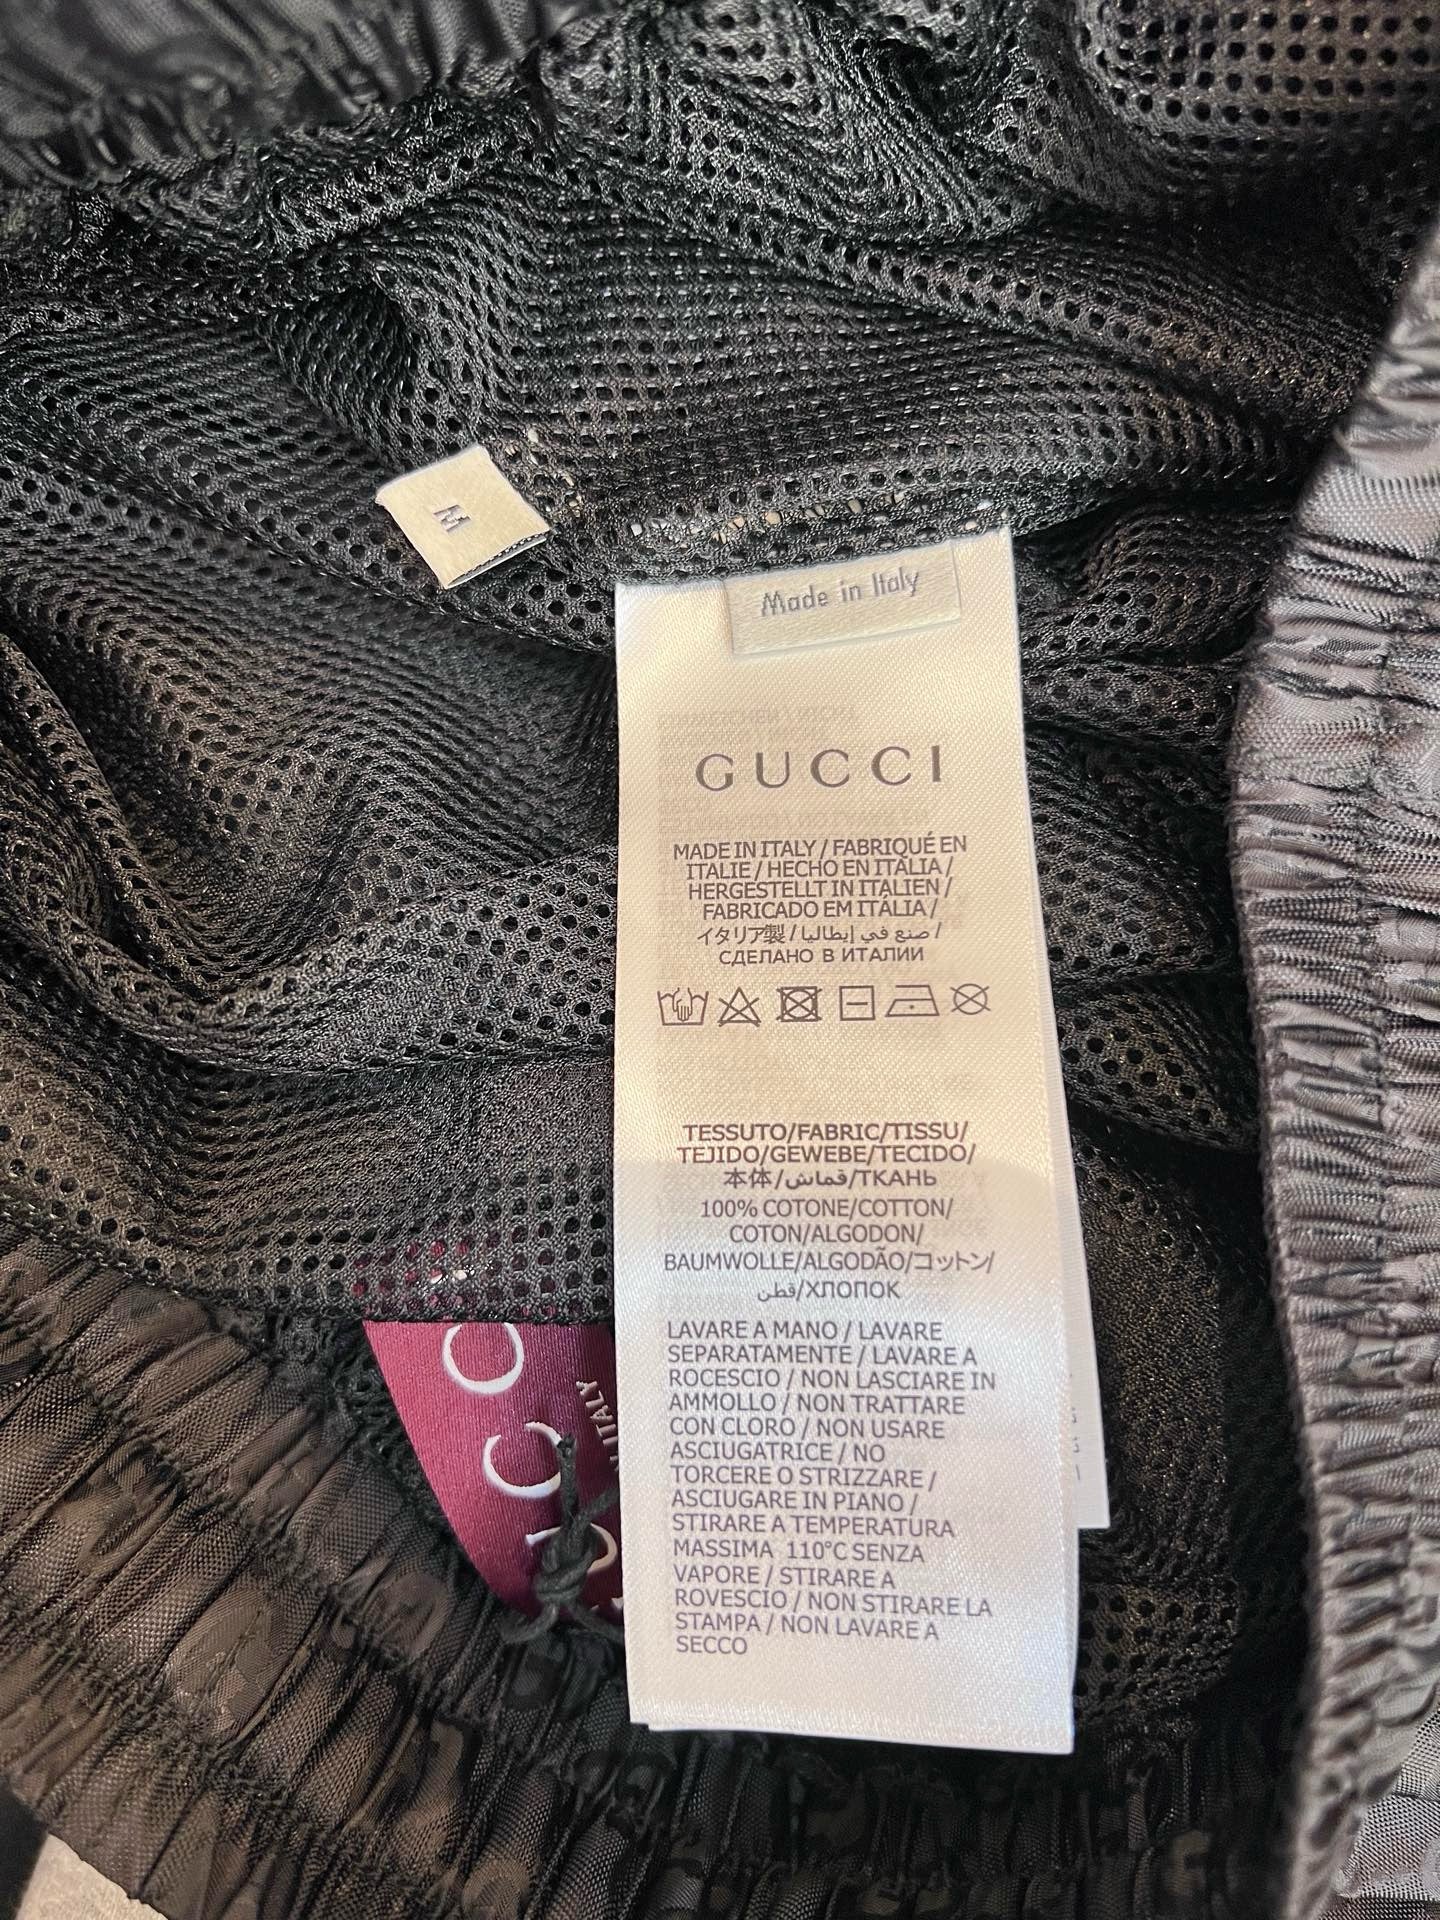 M
Made in Italy
GUCCI
MADE IN ITALY / FABRIQUÉ EN
ITALIE / HECHO EN ITÁLIA /
HERGESTELLT IN ITALIEN /
FABRICADO EM ITÁLIA /
イタリア製 / صنع في إيطاليا /
СДЕЛАНО В ИТАЛИИ
TESSUTO/FABRIC/TISSU/
TEJIDO/GEWEBE/TECIDO/
本体/قماش/ТКАНЬ
100% COTONE/COTTON/
COTON/ALGODON/
BAUMWOLLE/ALGODÃO/コットン/
قطن/ХЛОПОК
LAVARE A MANO / LAVARE
SEPARATAMENTE / LAVARE A
ROCESCIO / NON LASCIARE IN
AMMOLLO / NON TRATTARE
CON CLORO / NON USARE
ASCIUGATRICE / NO
TORCERE O STRIZZARE /
ASCIUGARE IN PIANO /
STIRARE A TEMPERATURA
MASSIMA 110°C SENZA
VAPORE / STIRARE A
ROVESCIO / NON STIRARE LA
STAMPA / NON LAVARE A
SECCO
UCC
ITALY